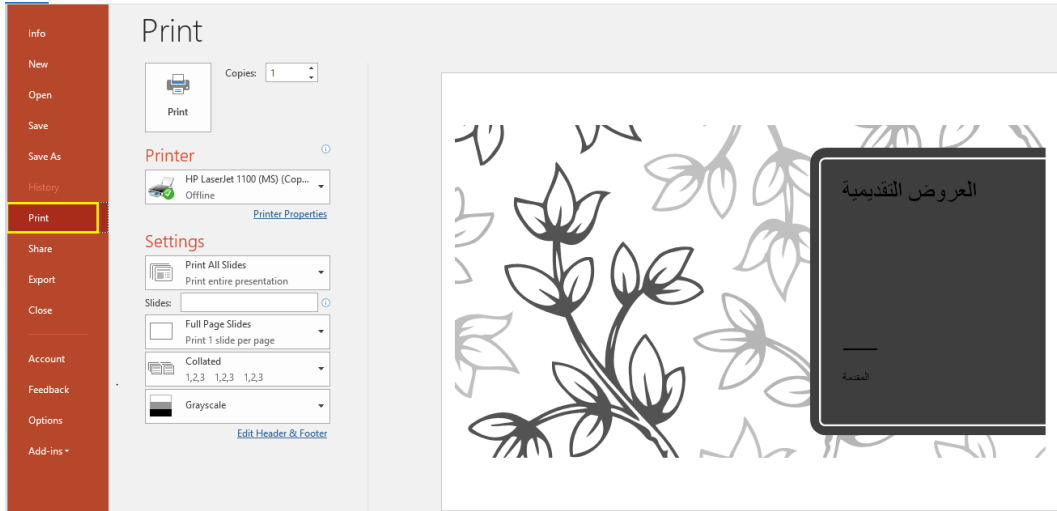 Info
New
Open
Save
Save As
History
Print
Share
Export
Close
Account
Feedback
Options
Add-ins
Print
Copies: 1
Print
Printer
HP LaserJet 1100 (MS) (Cop...
Offline
Printer Properties
Settings
Print All Slides
Print entire presentation
Slides:
Full Page Slides
Print 1 slide per page
Collated
1,2,3 1,2,3 1,2,3
Grayscale
Edit Header & Footer
العروض التقديمية
المقدمة